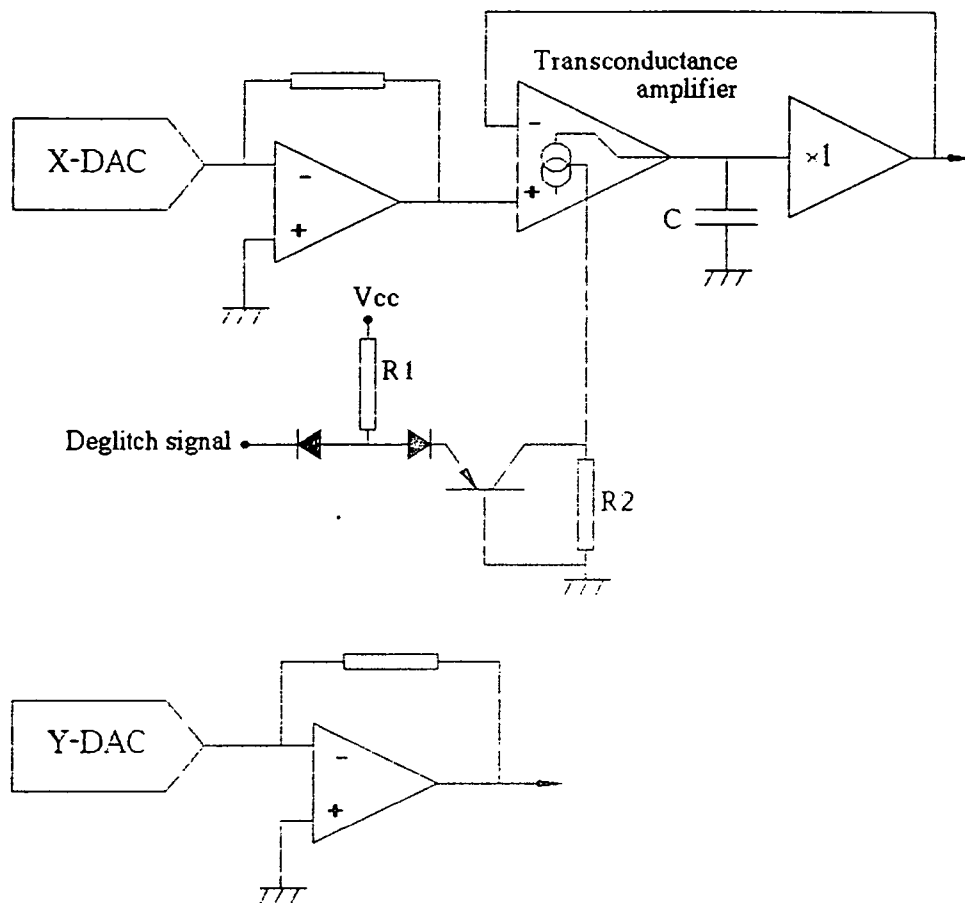 Transconductance
amplifier
X-DAC
-
+
-
+
×1
C
Vcc
R1
Deglitch signal
R2
Y-DAC
-
+